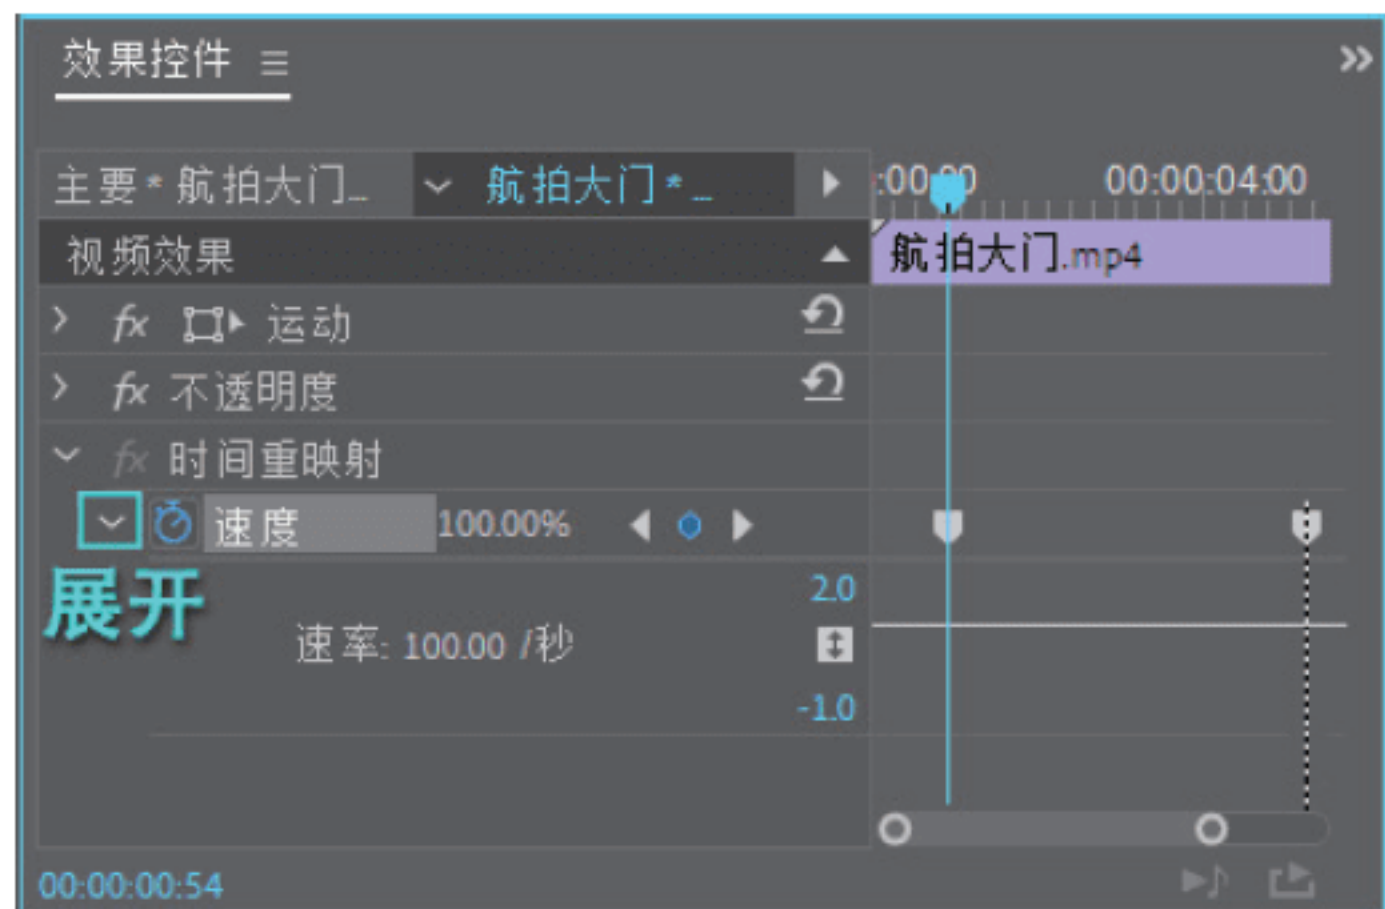 效果控件
主要*航拍大门... 航拍大门*... :00:00 00:00:04:00
视频效果 航拍大门.mp4
fx 运动
fx 不透明度
fx 时间重映射
速度 100.00%
展开
2.0
速率: 100.00 /秒
-1.0
00:00:00:54